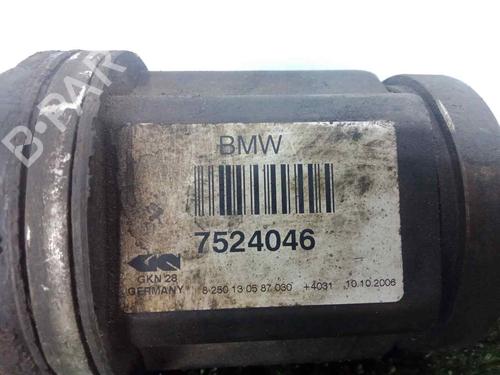 B-PAR
BMW
7524046
GKN 28
GERMANY
8 250 13 05 87 030 +4031 10.10.2006